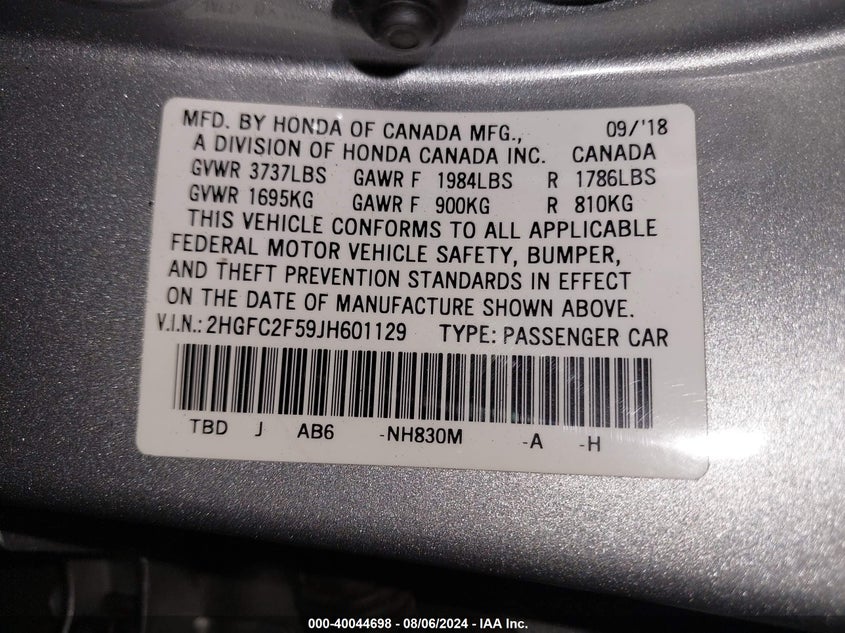 MFD. BY HONDA OF CANADA MFG., 09/'18
A DIVISION OF HONDA CANADA INC. CANADA
GVWR 3737LBS GAWR F 1984LBS R 1786LBS
GVWR 1695KG GAWR F 900KG R 810KG
THIS VEHICLE CONFORMS TO ALL APPLICABLE
FEDERAL MOTOR VEHICLE SAFETY, BUMPER,
AND THEFT PREVENTION STANDARDS IN EFFECT
ON THE DATE OF MANUFACTURE SHOWN ABOVE.
V.I.N.: 2HGFC2F59JH601129 TYPE: PASSENGER CAR
TBD J AB6 -NH830M -A -H
000-40044698 - 08/06/2024 - IAA Inc.